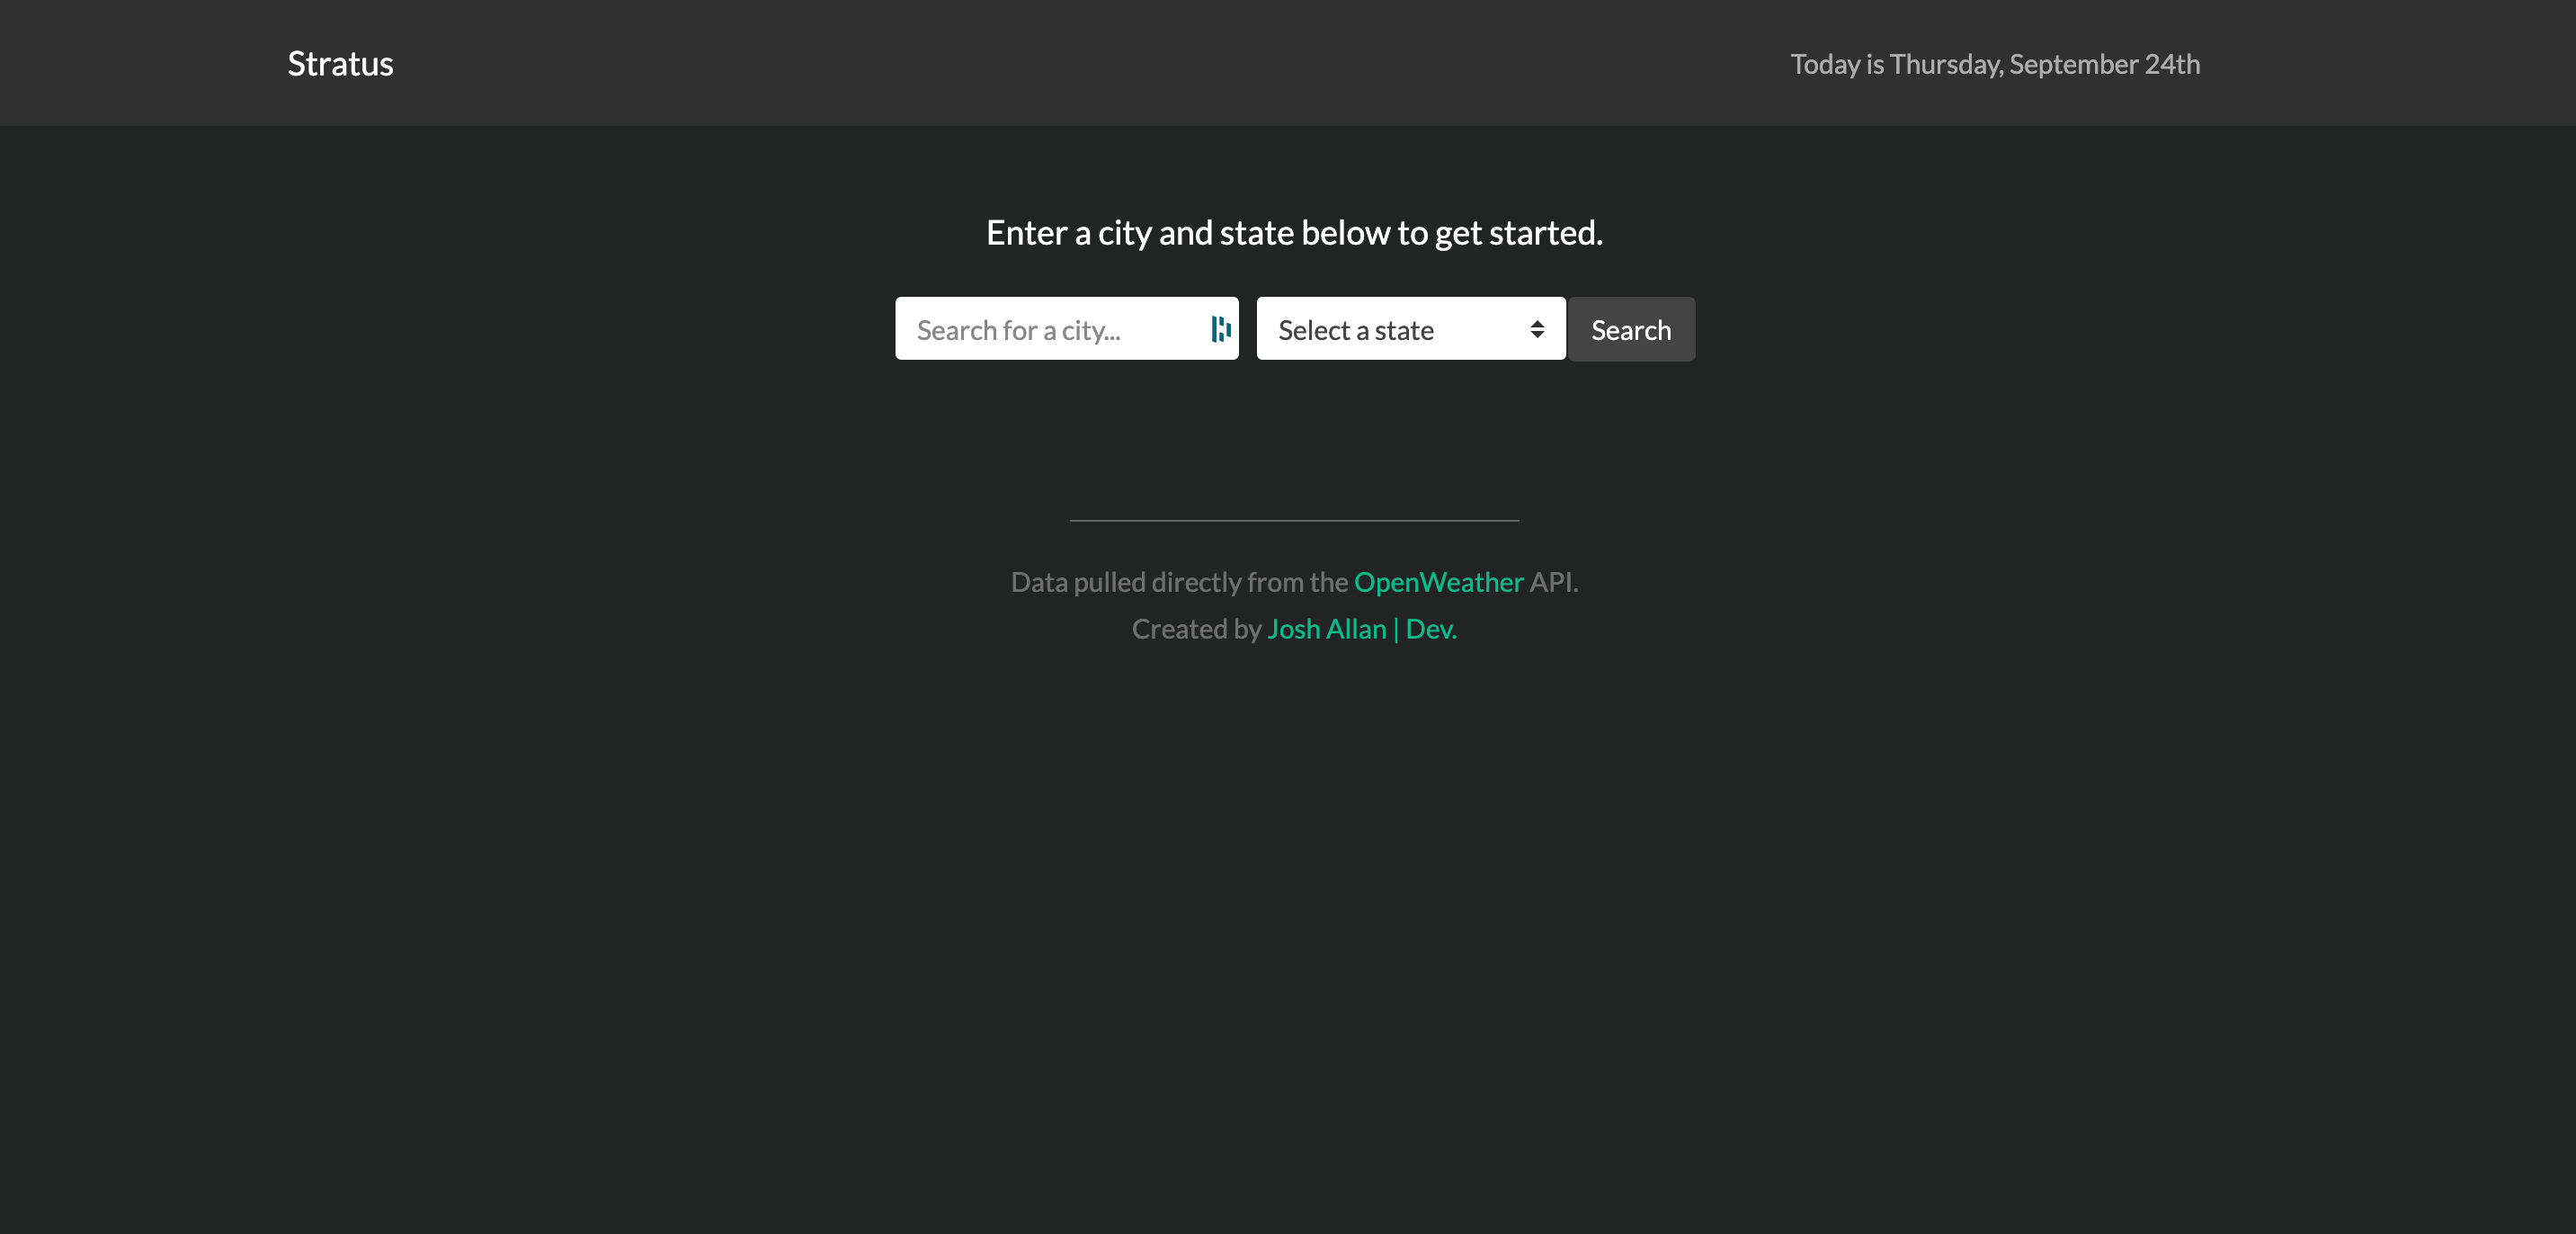 Stratus
Today is Thursday, September 24th
Enter a city and state below to get started.
Search for a city...
Select a state
Search
Data pulled directly from the OpenWeather API.
Created by Josh Allan | Dev.